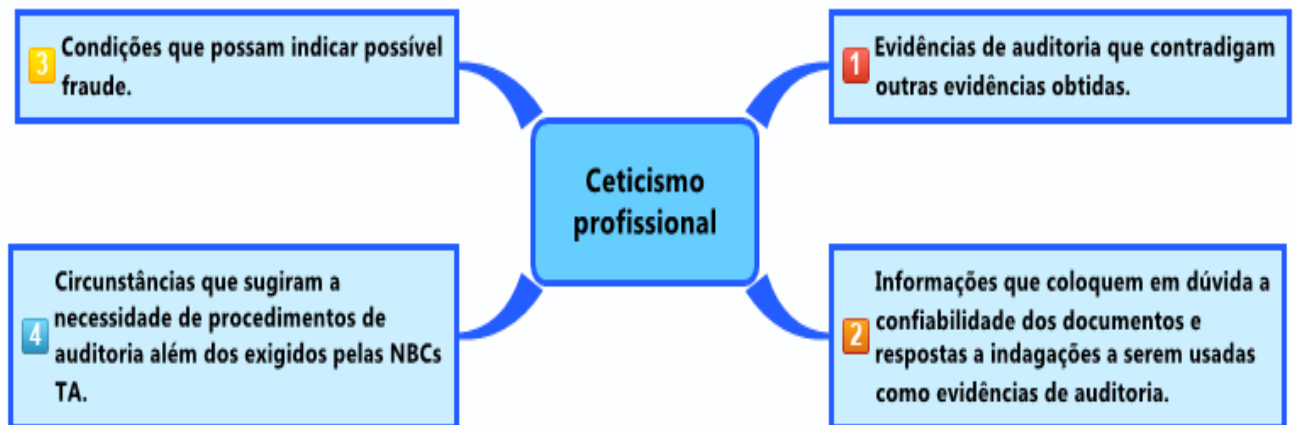 Ceticismo
profissional
1
Evidências de auditoria que contradigam
outras evidências obtidas.
2
Informações que coloquem em dúvida a
confiabilidade dos documentos e
respostas a indagações a serem usadas
como evidências de auditoria.
3
Condições que possam indicar possível
fraude.
4
Circunstâncias que sugiram a
necessidade de procedimentos de
auditoria além dos exigidos pelas NBCs
TA.